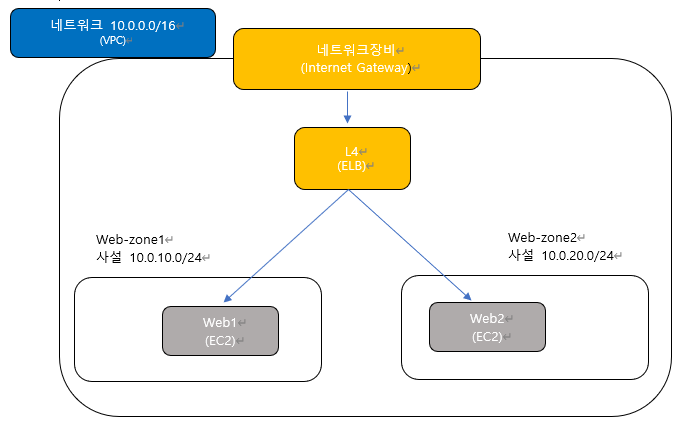 네트워크 10.0.0.0/16↵
(VPC)↵
네트워크장비↵
(Internet Gateway)↵
L4↵
(ELB)↵
Web-zone1↵
사설 10.0.10.0/24↵
Web-zone2↵
사설 10.0.20.0/24↵
Web1↵
(EC2)↵
Web2↵
(EC2)↵